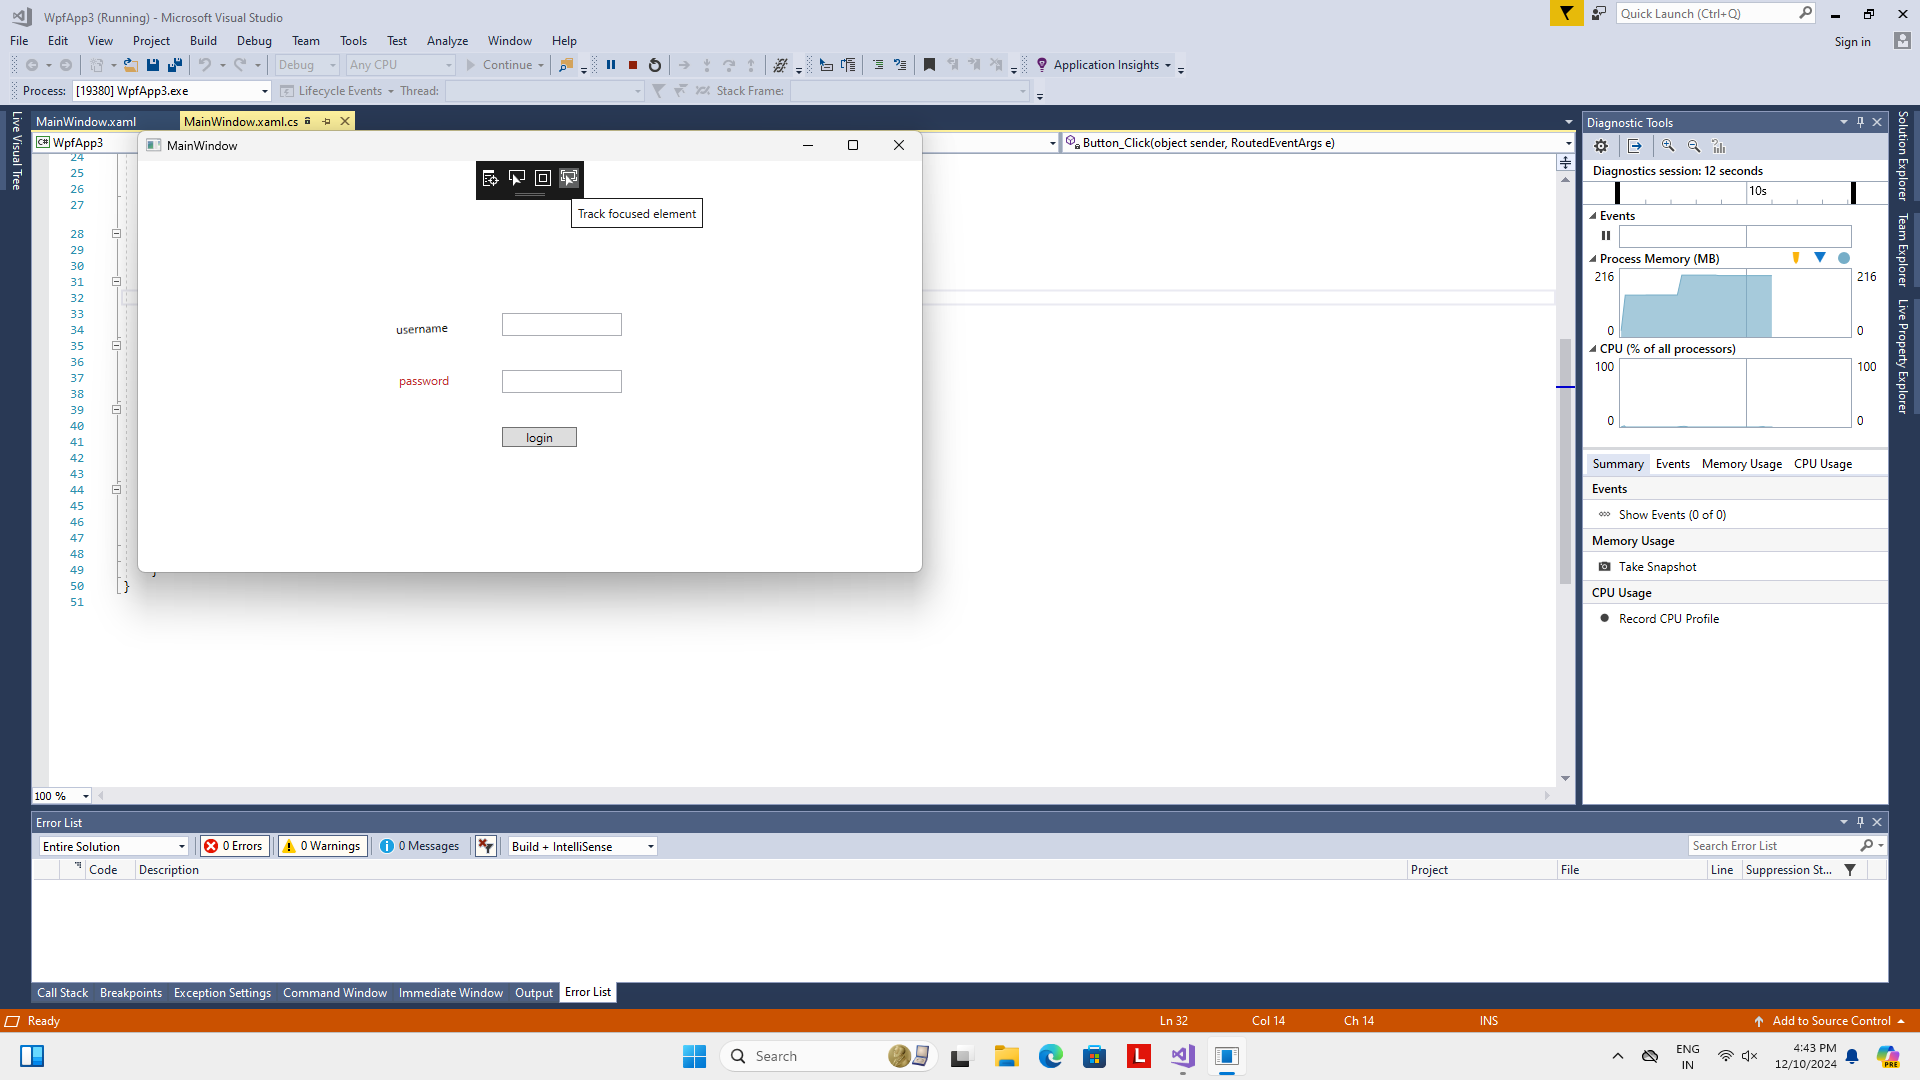 WpfApp3 (Running) - Microsoft Visual Studio
Quick Launch (Ctrl+Q)
File Edit View Project Build Debug Team Tools Test Analyze Window Help
Sign in
Debug Any CPU Continue Application Insights
Process: [19380] WpfApp3.exe Lifecycle Events Thread: Stack Frame:
MainWindow.xaml MainWindow.xaml.cs
WpfApp3
Button_Click(object sender, RoutedEventArgs e)
Live Visual Tree
MainWindow
Track focused element
username
password
login
24
25
26
27
28
29
30
31
32
33
34
35
36
37
38
39
40
41
42
43
44
45
46
47
48
49
50 }
51
100 %
Diagnostic Tools
Diagnostics session: 12 seconds
10s
Events
Process Memory (MB)
216 216
0 0
CPU (% of all processors)
100 100
0 0
Summary Events Memory Usage CPU Usage
Events
Show Events (0 of 0)
Memory Usage
Take Snapshot
CPU Usage
Record CPU Profile
Solution Explorer
Team Explorer
Live Property Explorer
Error List
Entire Solution 0 Errors 0 Warnings 0 Messages Build + IntelliSense Search Error List
Code Description Project File Line Suppression St...
Call Stack Breakpoints Exception Settings Command Window Immediate Window Output Error List
Ready Ln 32 Col 14 Ch 14 INS Add to Source Control
Search
L
ENG
IN
4:43 PM
12/10/2024
PRE